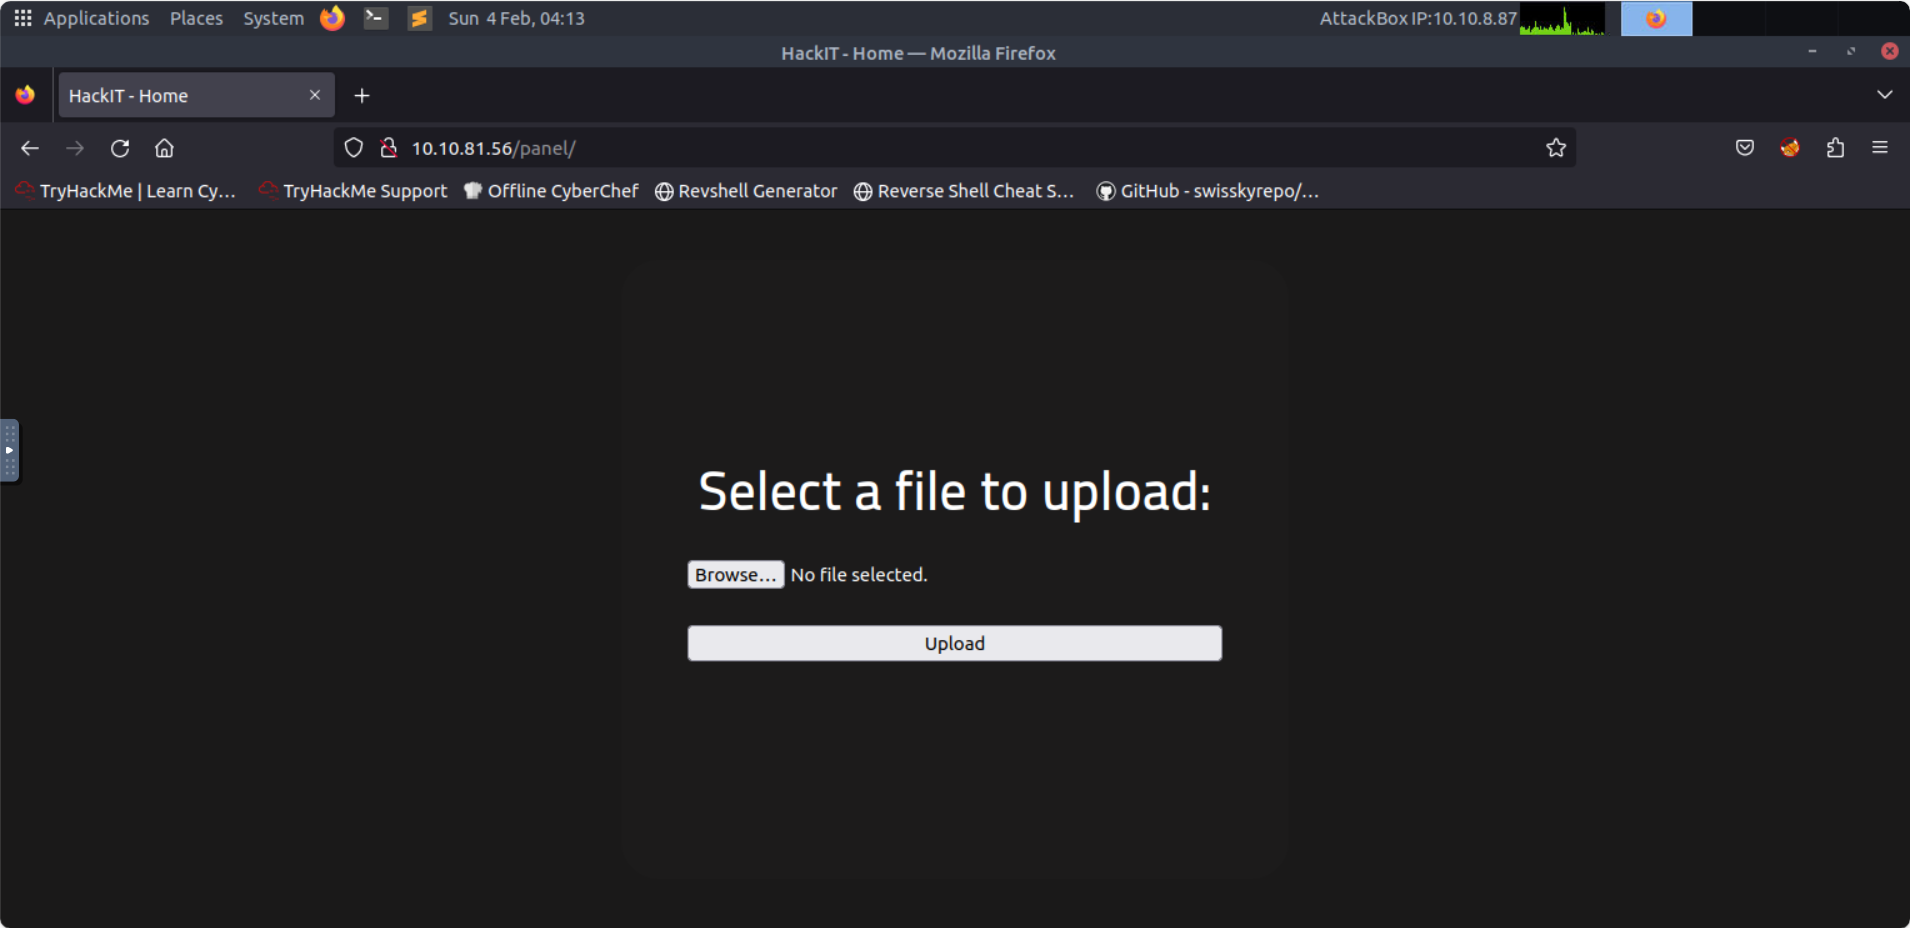 Applications Places System Sun 4 Feb, 04:13 AttackBox IP:10.10.8.87
HackIT - Home — Mozilla Firefox
HackIT - Home
10.10.81.56/panel/
TryHackMe | Learn Cy... TryHackMe Support Offline CyberChef Revshell Generator Reverse Shell Cheat S... GitHub - swisskyrepo/...
Select a file to upload:
Browse... No file selected.
Upload